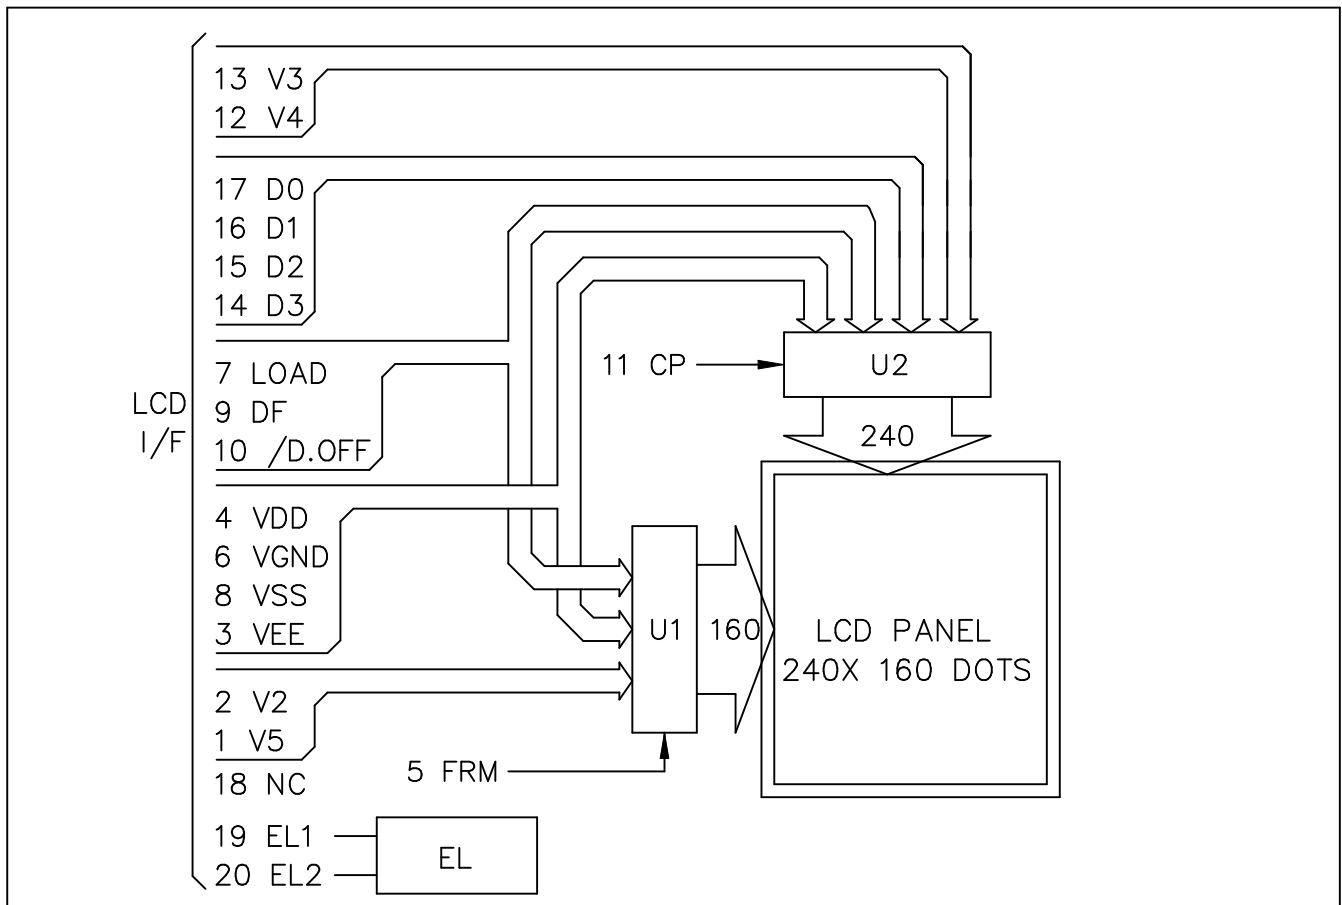 13 V3
12 V4
17 D0
16 D1
15 D2
14 D3
7 LOAD
9 DF
10 /D.OFF
LCD
I/F
4 VDD
6 VGND
8 VSS
3 VEE
2 V2
1 V5
18 NC
19 EL1
20 EL2
EL
5 FRM
11 CP
U2
240
U1
160
LCD PANEL
240X 160 DOTS